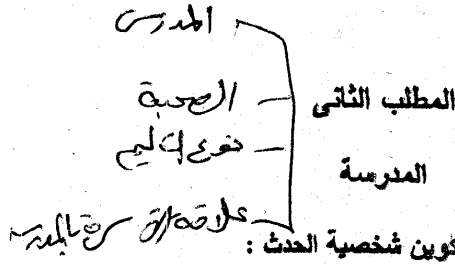 المدرس
المطلب الثانى
الصحبة
نوع التعليم
المدرسة
علاقة الأسرة بالمدرسة
كوين شخصية الحدث :